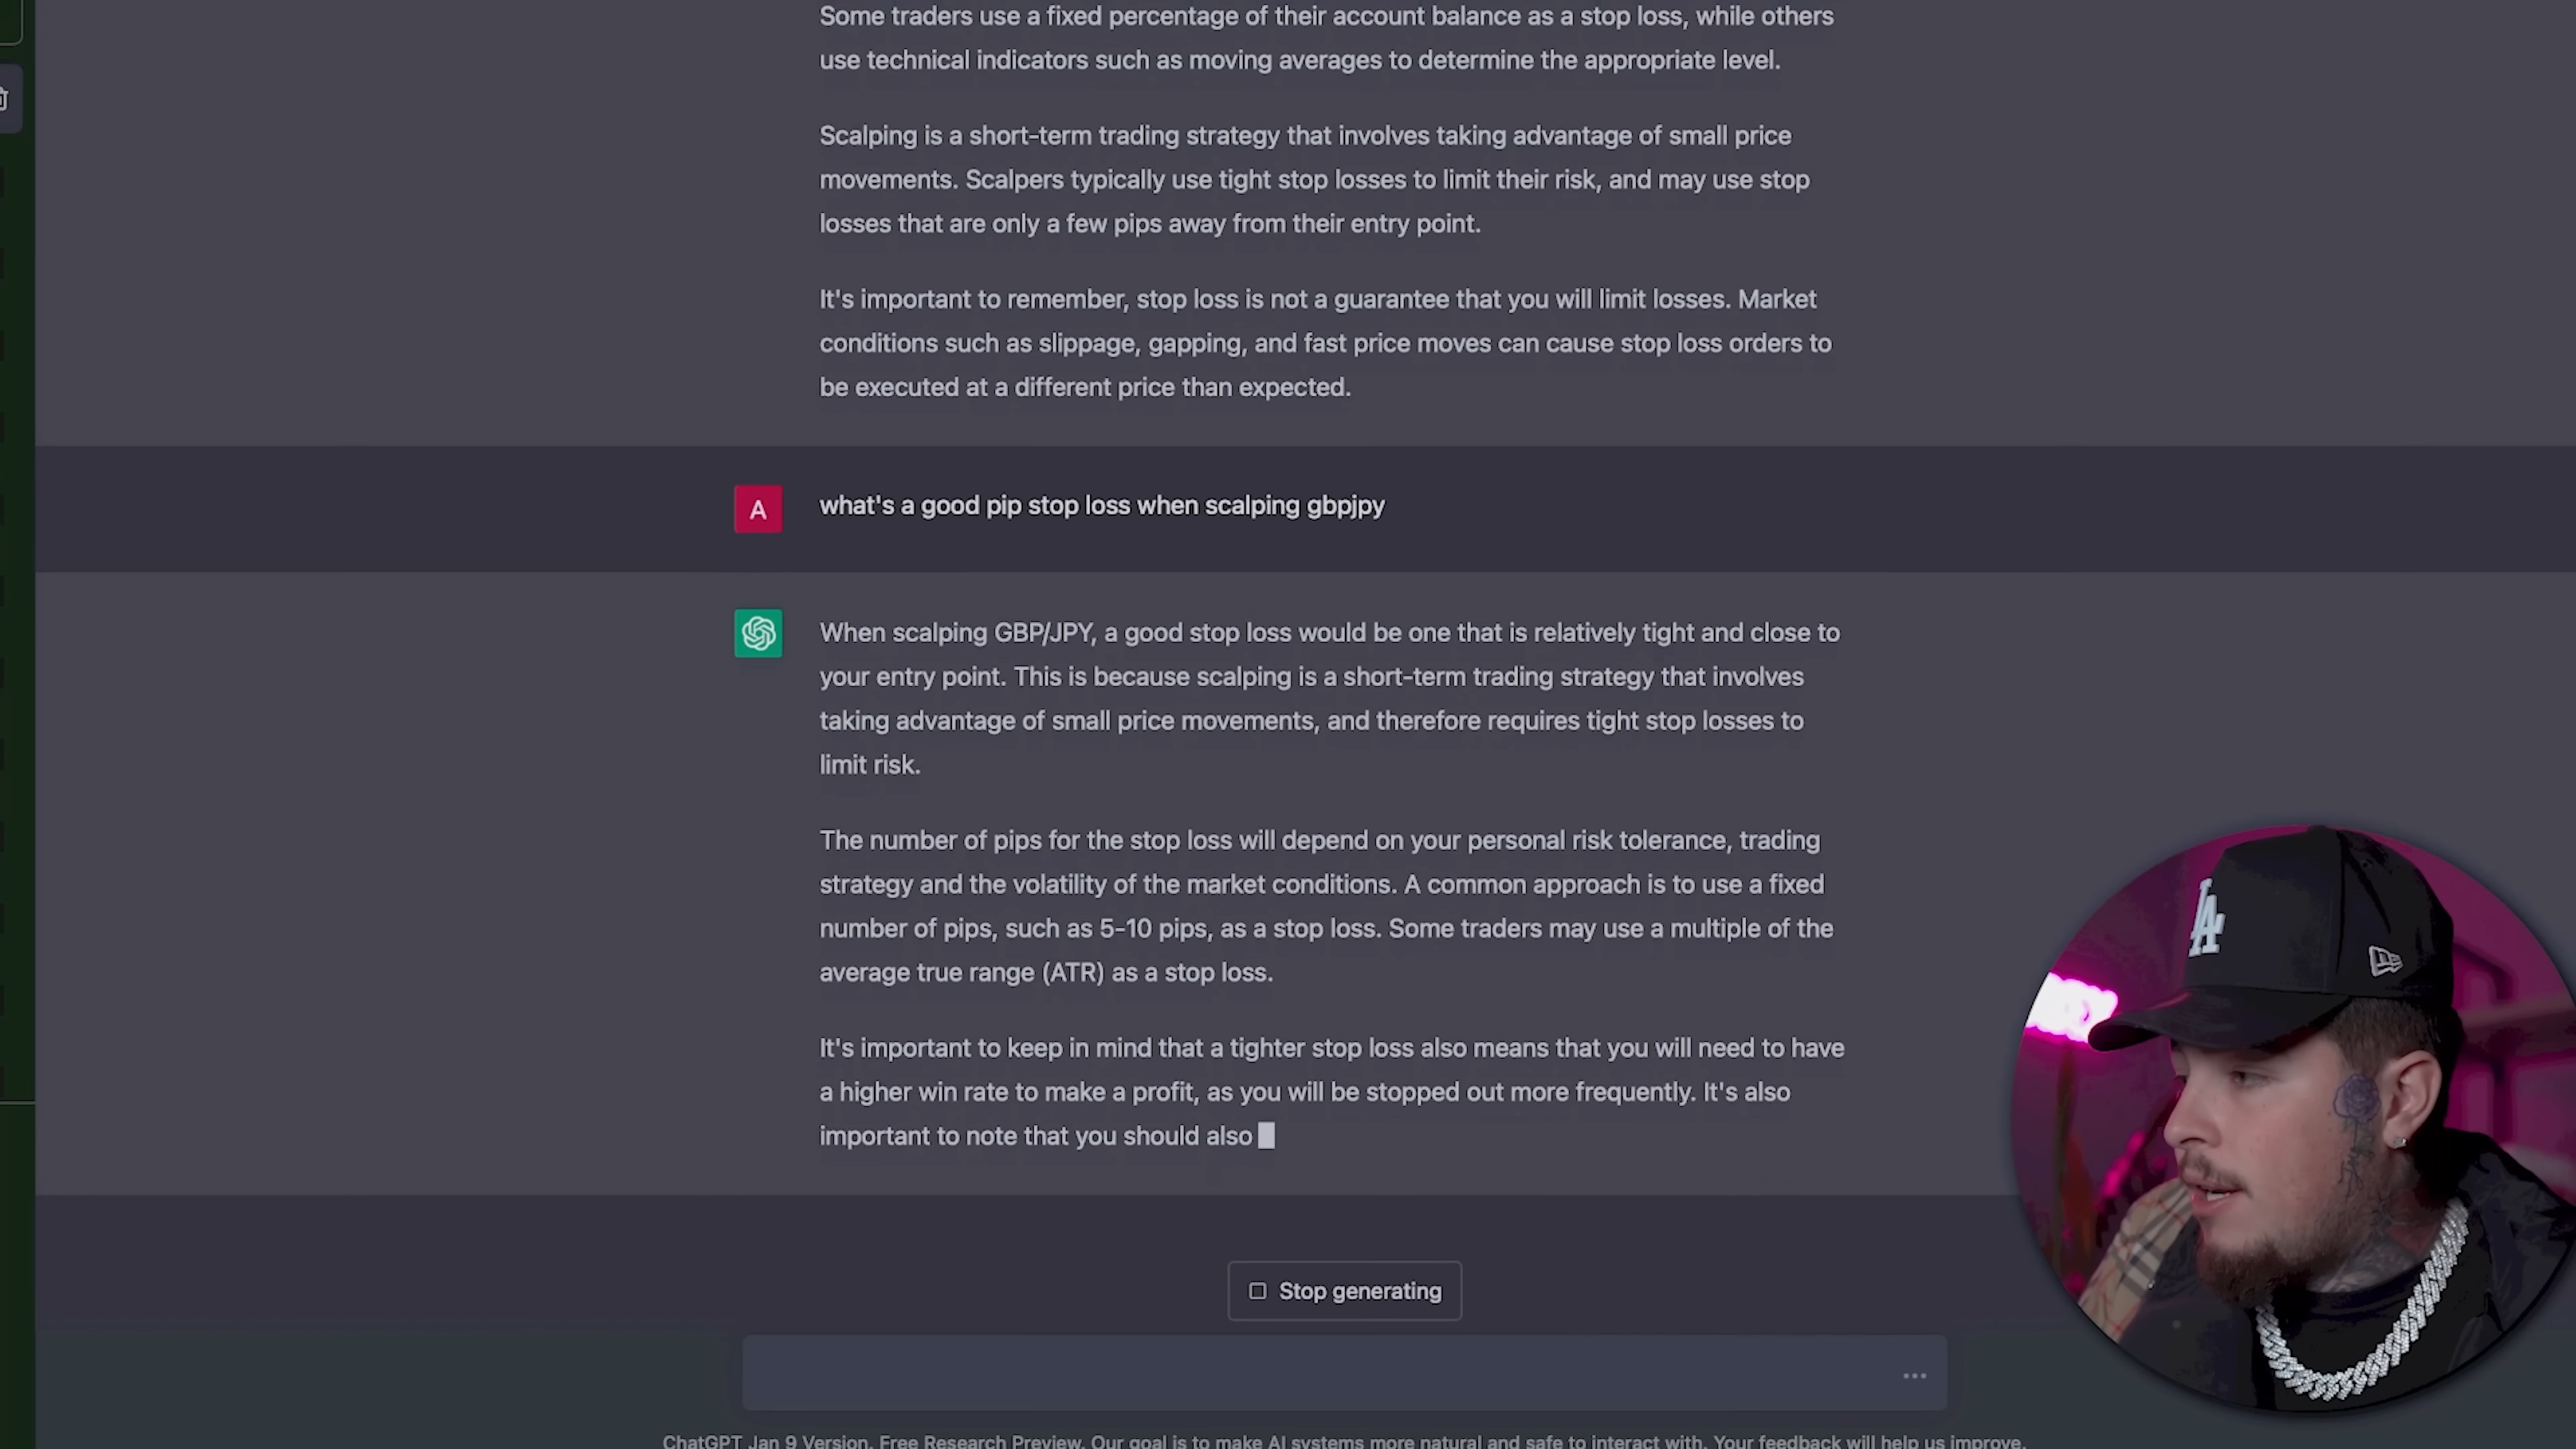 Some traders use a fixed percentage of their account balance as a stop loss, while others
use technical indicators such as moving averages to determine the appropriate level.
Scalping is a short-term trading strategy that involves taking advantage of small price
movements. Scalpers typically use tight stop losses to limit their risk, and may use stop
losses that are only a few pips away from their entry point.
It's important to remember, stop loss is not a guarantee that you will limit losses. Market
conditions such as slippage, gapping, and fast price moves can cause stop loss orders to
be executed at a different price than expected.
A
what's a good pip stop loss when scalping gbpjpy
When scalping GBP/JPY, a good stop loss would be one that is relatively tight and close to
your entry point. This is because scalping is a short-term trading strategy that involves
taking advantage of small price movements, and therefore requires tight stop losses to
limit risk.
The number of pips for the stop loss will depend on your personal risk tolerance, trading
strategy and the volatility of the market conditions. A common approach is to use a fixed
number of pips, such as 5-10 pips, as a stop loss. Some traders may use a multiple of the
average true range (ATR) as a stop loss.
It's important to keep in mind that a tighter stop loss also means that you will need to have
a higher win rate to make a profit, as you will be stopped out more frequently. It's also
important to note that you should also
LA
Stop generating
ChatGPT Jan 9 Version. Free Research Preview. Our goal is to make AI systems more natural and safe to interact with. Your feedback will help us improve.